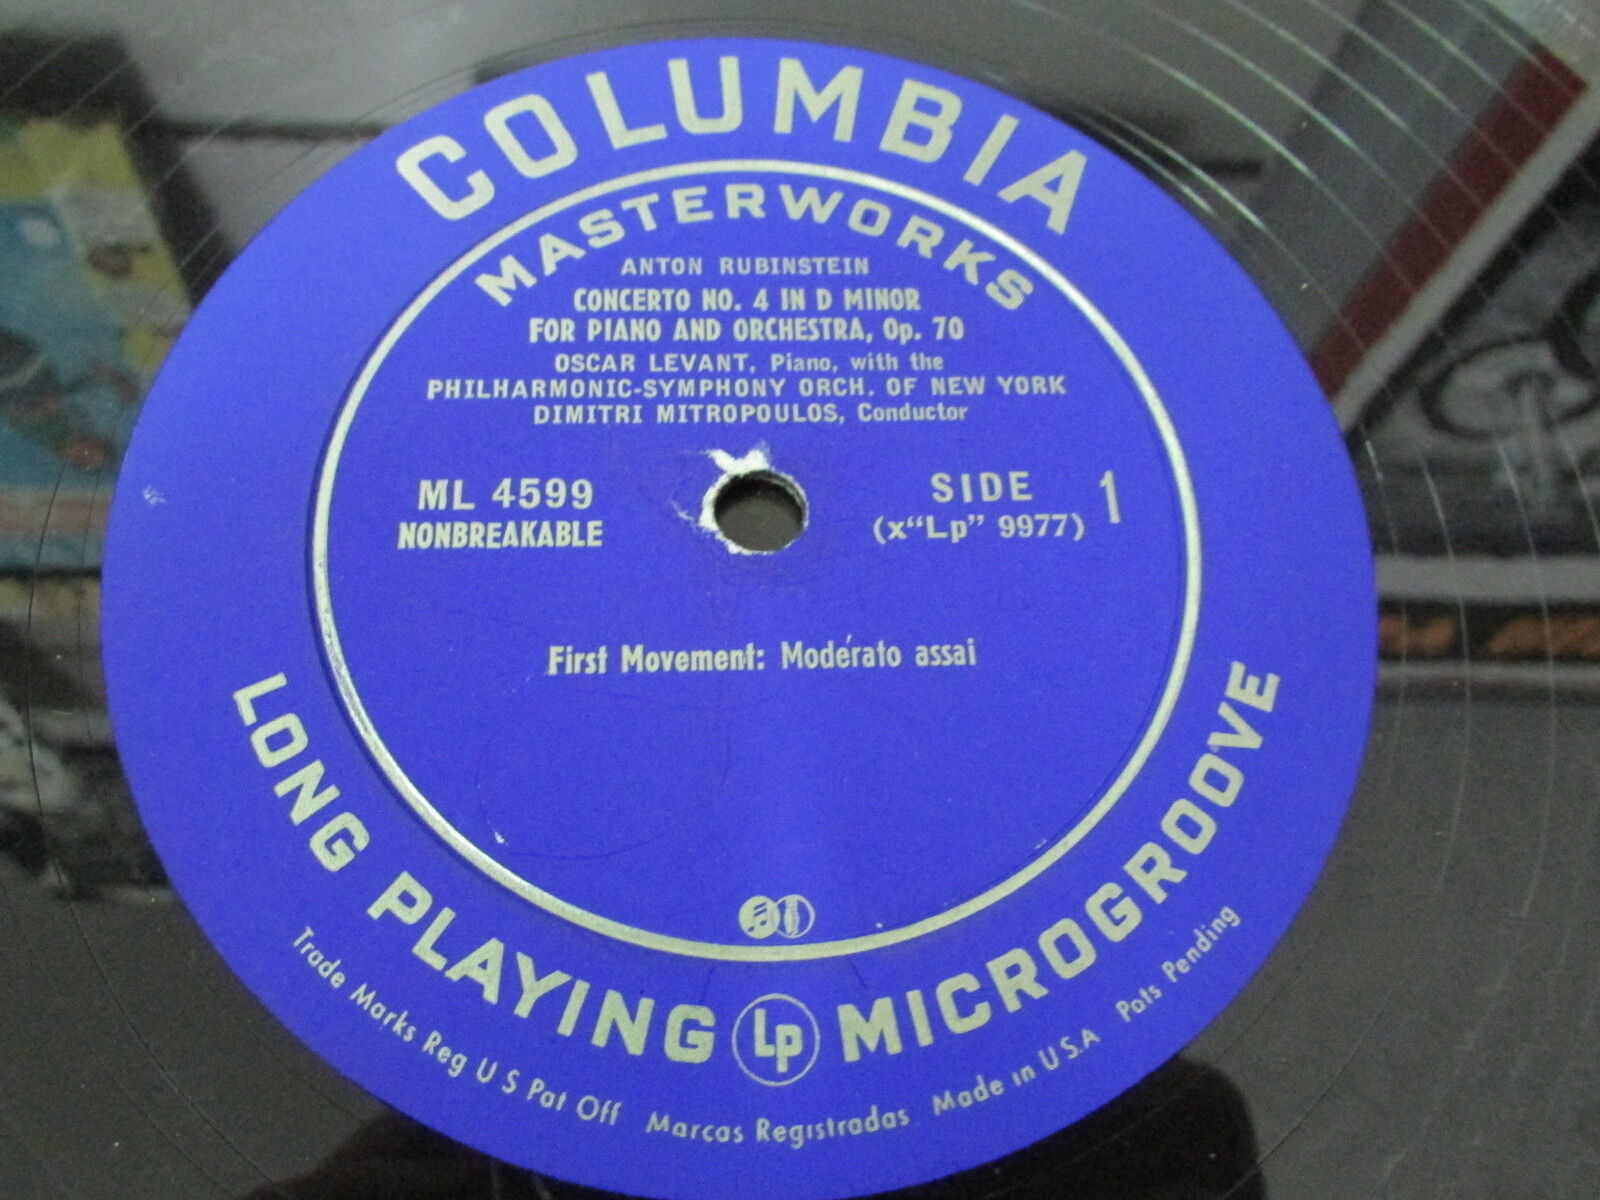 COLUMBIA
MASTERWORKS
ANTON RUBINSTEIN
CONCERTO NO. 4 IN D MINOR
FOR PIANO AND ORCHESTRA, Op. 70
OSCAR LEVANT, Piano, with the
PHILHARMONIC-SYMPHONY ORCH. OF NEW YORK
DIMITRI MITROPOULOS, Conductor
ML 4599
NONBREAKABLE
SIDE 1
(x“Lp” 9977)
First Movement: Modérato assai
LONG PLAYING Lp MICROGROOVE
Trade Marks Reg U S Pat Off Marcas Registradas Made in U.S.A Pats Pending